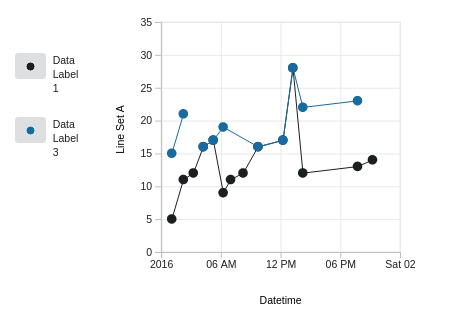 Data
Label
1
Data
Label
3
Line Set A
35
30
25
20
15
10
5
0
2016
06 AM
12 PM
06 PM
Sat 02
Datetime